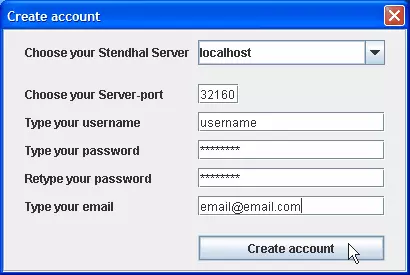 Create account
Choose your Stendhal Server localhost
Choose your Server-port 32160
Type your username username
Type your password ********
Retype your password ********
Type your email email@email.com
Create account